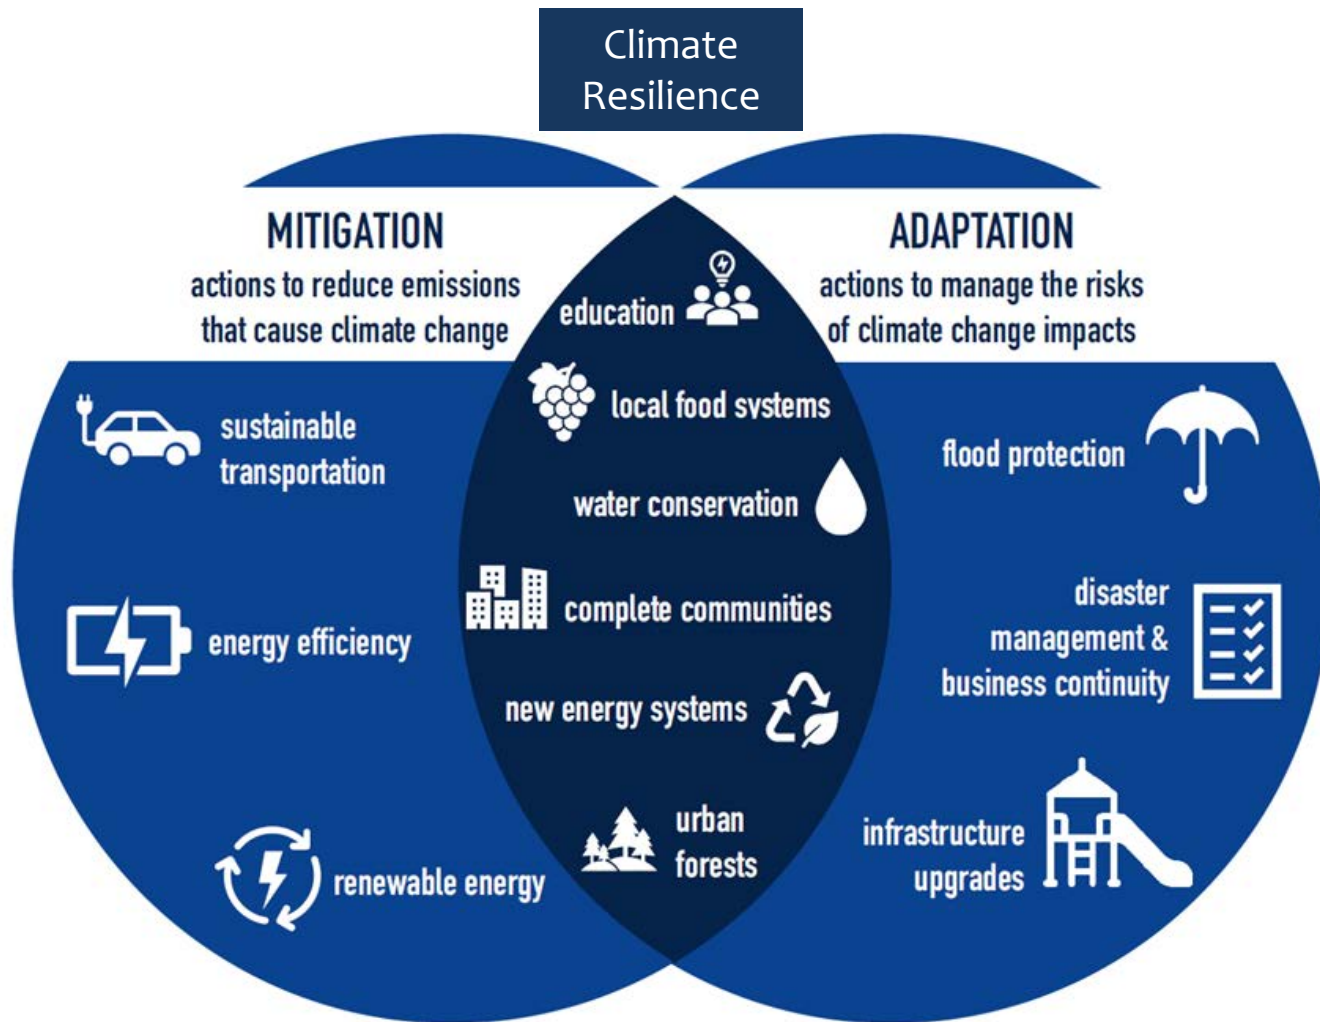 Climate
Resilience
MITIGATION
actions to reduce emissions
that cause climate change
ADAPTATION
actions to manage the risks
of climate change impacts
education
local food systems
water conservation
complete communities
new energy systems
urban
forests
sustainable
transportation
energy efficiency
renewable energy
flood protection
disaster
management &
business continuity
infrastructure
upgrades